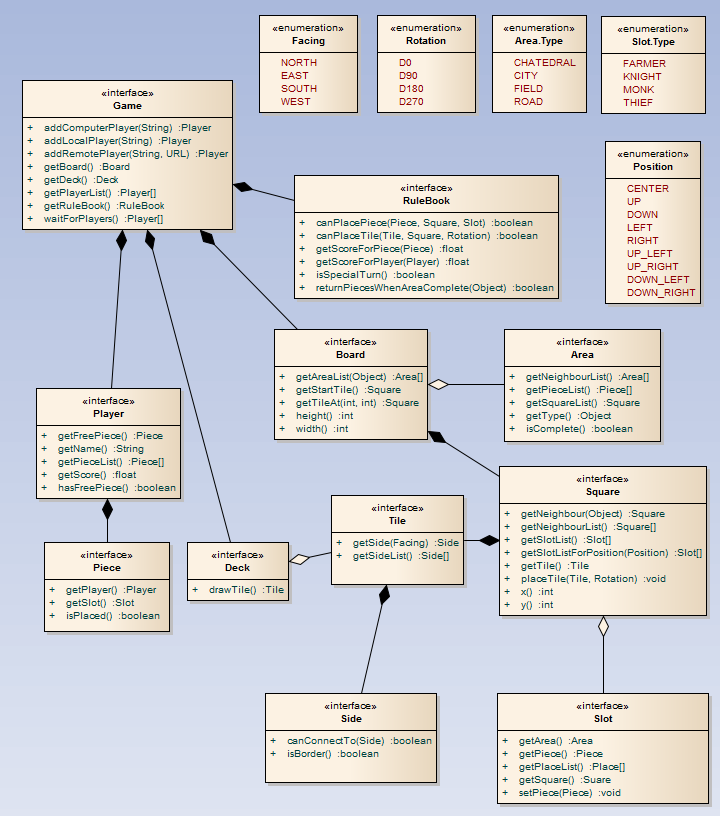 «enumeration»
Facing
NORTH
EAST
SOUTH
WEST
«enumeration»
Rotation
D0
D90
D180
D270
«enumeration»
Area.Type
CHATEDRAL
CITY
FIELD
ROAD
«enumeration»
Slot.Type
FARMER
KNIGHT
MONK
THIEF
«interface»
Game
+ addComputerPlayer(String) :Player
+ addLocalPlayer(String) :Player
+ addRemotePlayer(String, URL) :Player
+ getBoard() :Board
+ getDeck() :Deck
+ getPlayerList() :Player[]
+ getRuleBook() :RuleBook
+ waitForPlayers() :Player[]
«enumeration»
Position
CENTER
UP
DOWN
LEFT
RIGHT
UP_LEFT
UP_RIGHT
DOWN_LEFT
DOWN_RIGHT
«interface»
RuleBook
+ canPlacePiece(Piece, Square, Slot) :boolean
+ canPlaceTile(Tile, Square, Rotation) :boolean
+ getScoreForPiece(Piece) :float
+ getScoreForPlayer(Player) :float
+ isSpecialTurn() :boolean
+ returnPiecesWhenAreaComplete(Object) :boolean
«interface»
Board
+ getAreaList(Object) :Area[]
+ getStartTile() :Square
+ getTileAt(int, int) :Square
+ height() :int
+ width() :int
«interface»
Area
+ getNeighbourList() :Area[]
+ getPieceList() :Piece[]
+ getSquareList() :Square
+ getType() :Object
+ isComplete() :boolean
«interface»
Player
+ getFreePiece() :Piece
+ getName() :String
+ getPieceList() :Piece[]
+ getScore() :float
+ hasFreePiece() :boolean
«interface»
Square
+ getNeighbour(Object) :Square
+ getNeighbourList() :Square[]
+ getSlotList() :Slot[]
+ getSlotListForPosition(Position) :Slot[]
+ getTile() :Tile
+ placeTile(Tile, Rotation) :void
+ x() :int
+ y() :int
«interface»
Tile
+ getSide(Facing) :Side
+ getSideList() :Side[]
«interface»
Piece
+ getPlayer() :Player
+ getSlot() :Slot
+ isPlaced() :boolean
«interface»
Deck
+ drawTile() :Tile
«interface»
Side
+ canConnectTo(Side) :boolean
+ isBorder() :boolean
«interface»
Slot
+ getArea() :Area
+ getPiece() :Piece
+ getPlaceList() :Place[]
+ getSquare() :Suare
+ setPiece(Piece) :void